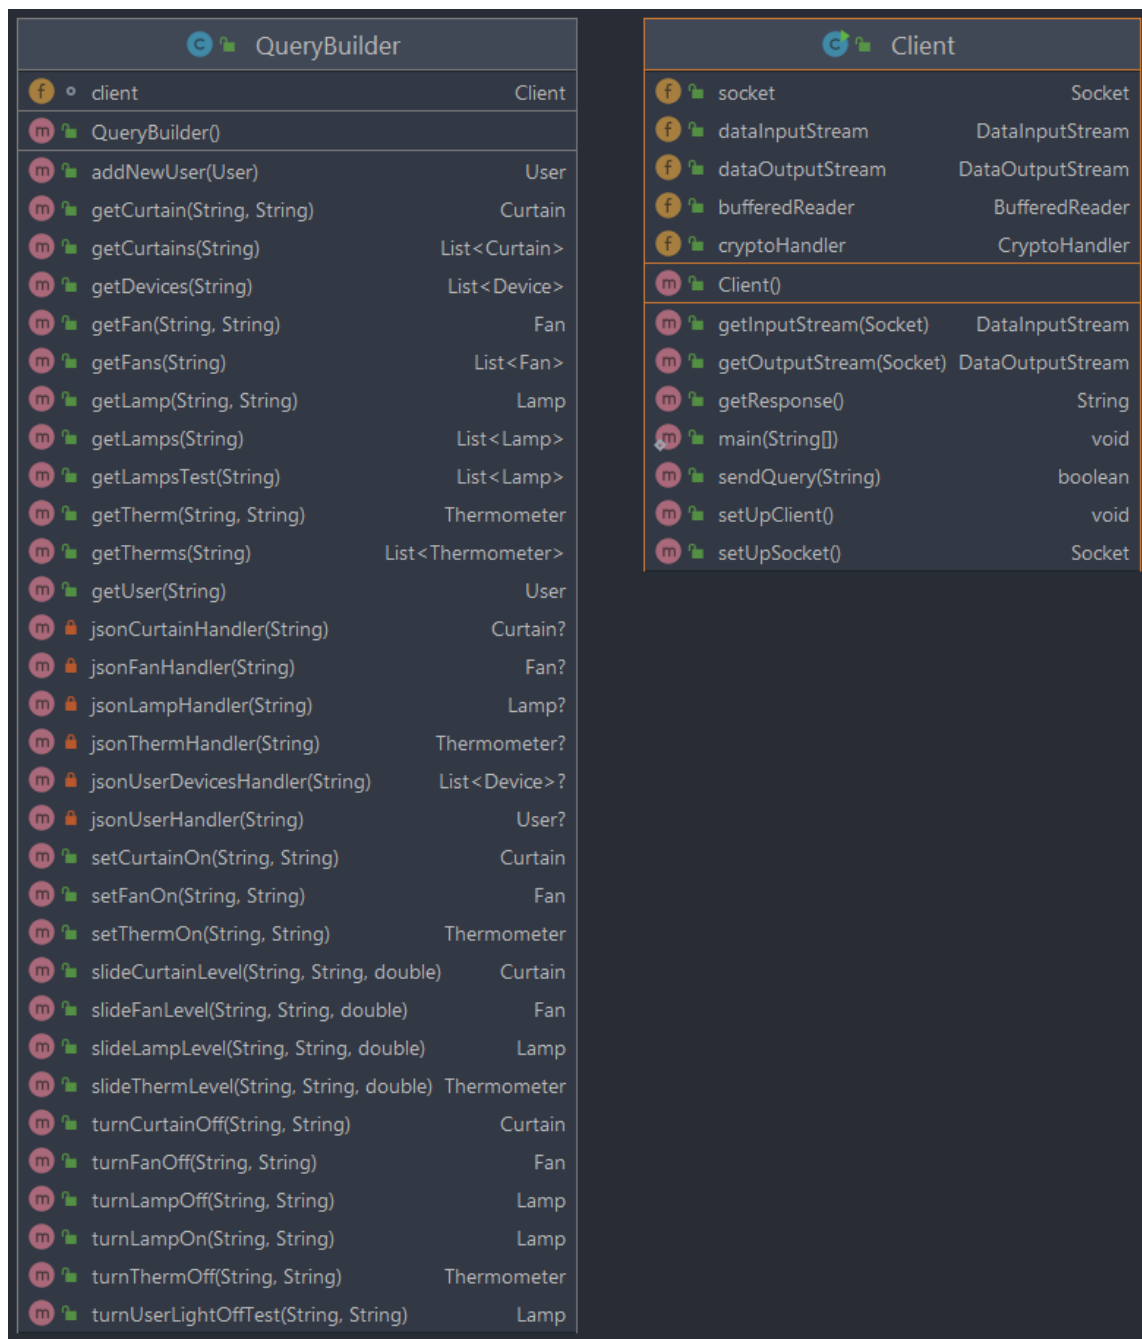 QueryBuilder
client Client
QueryBuilder()
addNewUser(User) User
getCurtain(String, String) Curtain
getCurtains(String) List<Curtain>
getDevices(String) List<Device>
getFan(String, String) Fan
getFans(String) List<Fan>
getLamp(String, String) Lamp
getLamps(String) List<Lamp>
getLampsTest(String) List<Lamp>
getTherm(String, String) Thermometer
getTherms(String) List<Thermometer>
getUser(String) User
jsonCurtainHandler(String) Curtain?
jsonFanHandler(String) Fan?
jsonLampHandler(String) Lamp?
jsonThermHandler(String) Thermometer?
jsonUserDevicesHandler(String) List<Device>?
jsonUserHandler(String) User?
setCurtainOn(String, String) Curtain
setFanOn(String, String) Fan
setThermOn(String, String) Thermometer
slideCurtainLevel(String, String, double) Curtain
slideFanLevel(String, String, double) Fan
slideLampLevel(String, String, double) Lamp
slideThermLevel(String, String, double) Thermometer
turnCurtainOff(String, String) Curtain
turnFanOff(String, String) Fan
turnLampOff(String, String) Lamp
turnLampOn(String, String) Lamp
turnThermOff(String, String) Thermometer
turnUserLightOffTest(String, String) Lamp
Client
socket Socket
dataInputStream DataInputStream
dataOutputStream DataOutputStream
bufferedReader BufferedReader
cryptoHandler CryptoHandler
Client()
getInputStream(Socket) DataInputStream
getOutputStream(Socket) DataOutputStream
getResponse() String
main(String[]) void
sendQuery(String) boolean
setUpClient() void
setUpSocket() Socket